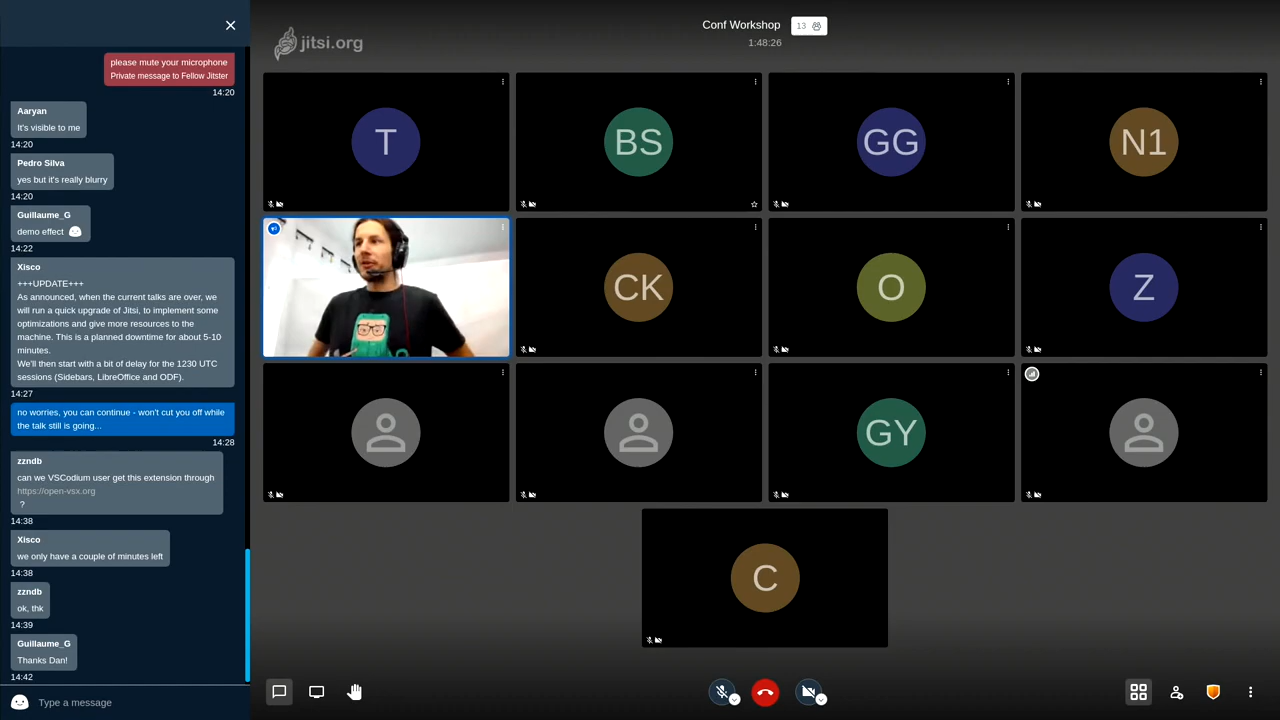 please mute your microphone
Private message to Fellow Jitster
14:20
Aaryan
It's visible to me
14:20
Pedro Silva
yes but it's really blurry
14:20
Guillaume_G
demo effect
14:22
Xisco
+++UPDATE+++
As announced, when the current talks are over, we
will run a quick upgrade of Jitsi, to implement some
optimizations and give more resources to the
machine. This is a planned downtime for about 5-10
minutes.
We'll then start with a bit of delay for the 1230 UTC
sessions (Sidebars, LibreOffice and ODF).
14:27
no worries, you can continue - won't cut you off while
the talk still is going...
14:28
zzndb
can we VSCodium user get this extension through
https://open-vsx.org
?
14:38
Xisco
we only have a couple of minutes left
14:38
zzndb
ok, thk
14:39
Guillaume_G
Thanks Dan!
14:42
Type a message
jitsi.org
Conf Workshop
13
1:48:26
T
BS
GG
N1
CK
O
Z
GY
C